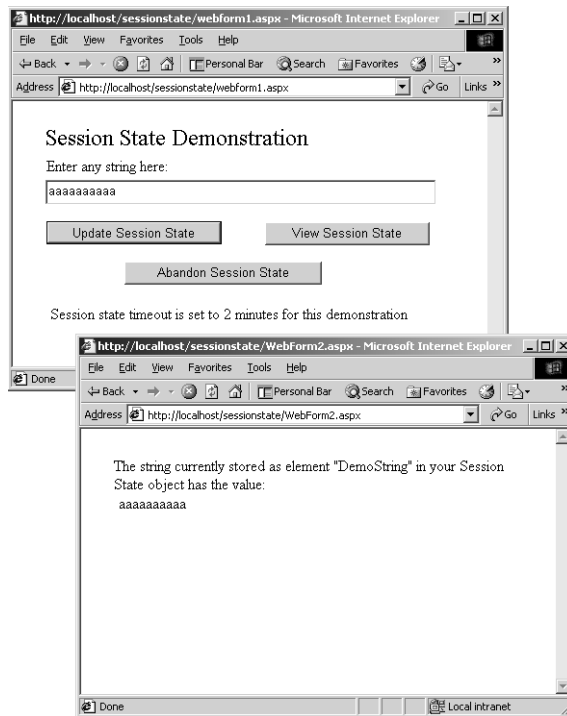 http://localhost/sessionstate/webform1.aspx - Microsoft Internet Explorer
File Edit View Favorites Tools Help
Back Personal Bar Search Favorites »
Address http://localhost/sessionstate/webform1.aspx Go Links »
Session State Demonstration
Enter any string here:
aaaaaaaaaa
Update Session State View Session State
Abandon Session State
Session state timeout is set to 2 minutes for this demonstration
Done
http://localhost/sessionstate/WebForm2.aspx - Microsoft Internet Explorer
File Edit View Favorites Tools Help
Back Personal Bar Search Favorites »
Address http://localhost/sessionstate/WebForm2.aspx Go Links »
The string currently stored as element "DemoString" in your Session
State object has the value:
aaaaaaaaaa
Done Local intranet